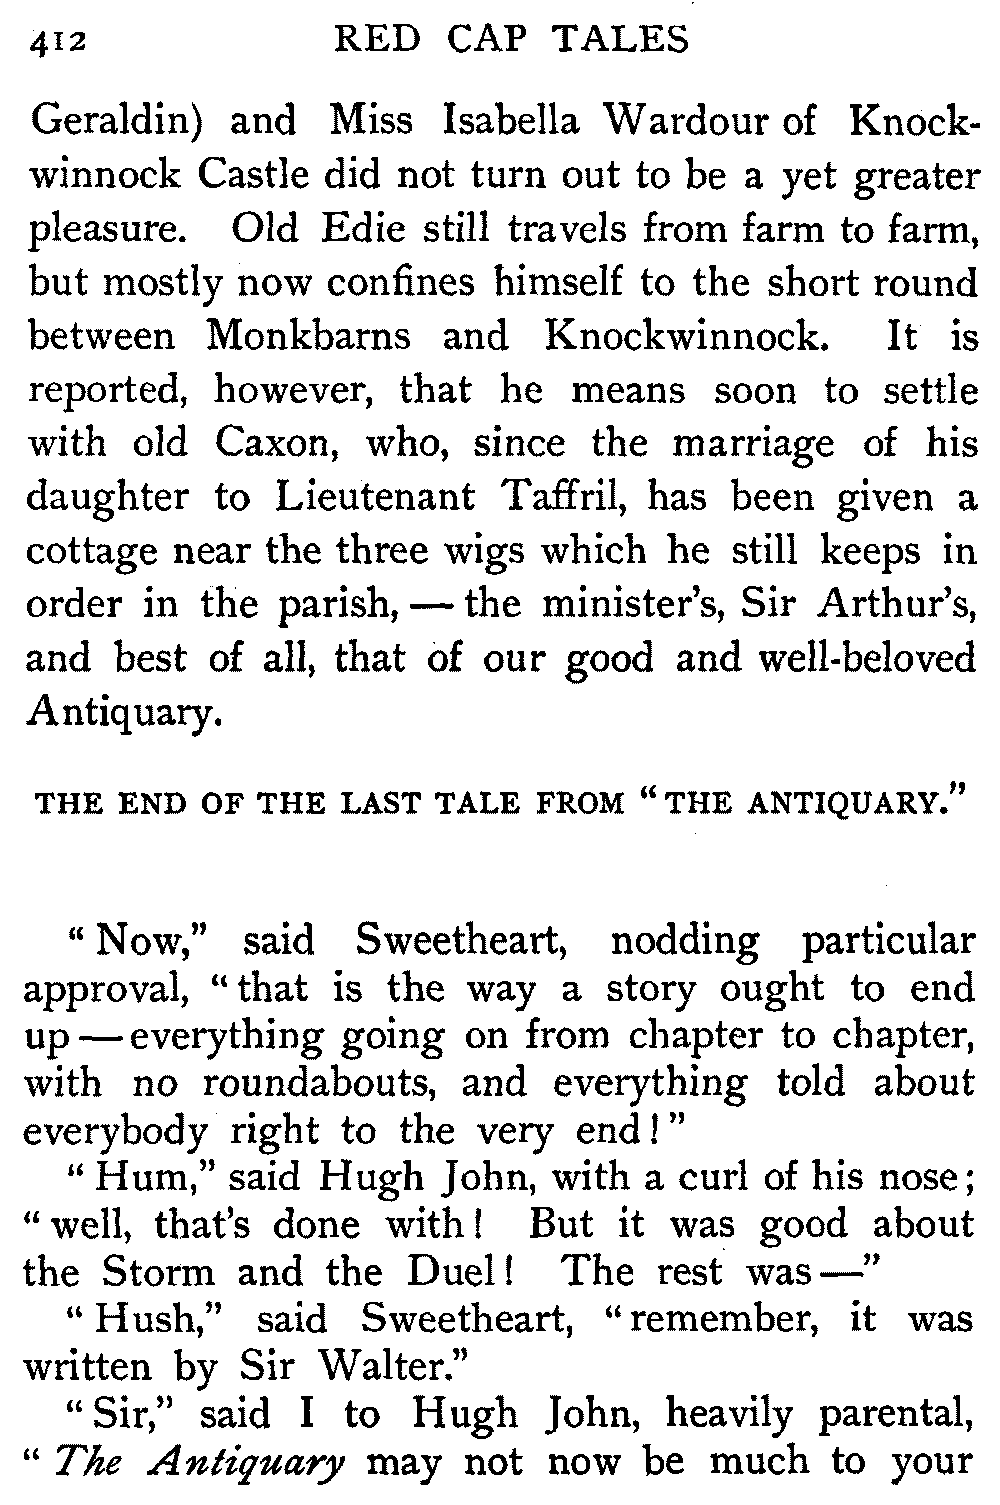 412 RED CAP TALES
Geraldin) and Miss Isabella Wardour of Knock-
winnock Castle did not turn out to be a yet greater
pleasure. Old Edie still travels from farm to farm,
but mostly now confines himself to the short round
between Monkbarns and Knockwinnock. It is
reported, however, that he means soon to settle
with old Caxon, who, since the marriage of his
daughter to Lieutenant Taffril, has been given a
cottage near the three wigs which he still keeps in
order in the parish, — the minister's, Sir Arthur's,
and best of all, that of our good and well-beloved
Antiquary.
THE END OF THE LAST TALE FROM "THE ANTIQUARY."
"Now," said Sweetheart, nodding particular
approval, "that is the way a story ought to end
up — everything going on from chapter to chapter,
with no roundabouts, and everything told about
everybody right to the very end!"
"Hum," said Hugh John, with a curl of his nose;
"well, that's done with! But it was good about
the Storm and the Duel! The rest was —"
"Hush," said Sweetheart, "remember, it was
written by Sir Walter."
"Sir," said I to Hugh John, heavily parental,
"The Antiquary may not now be much to your